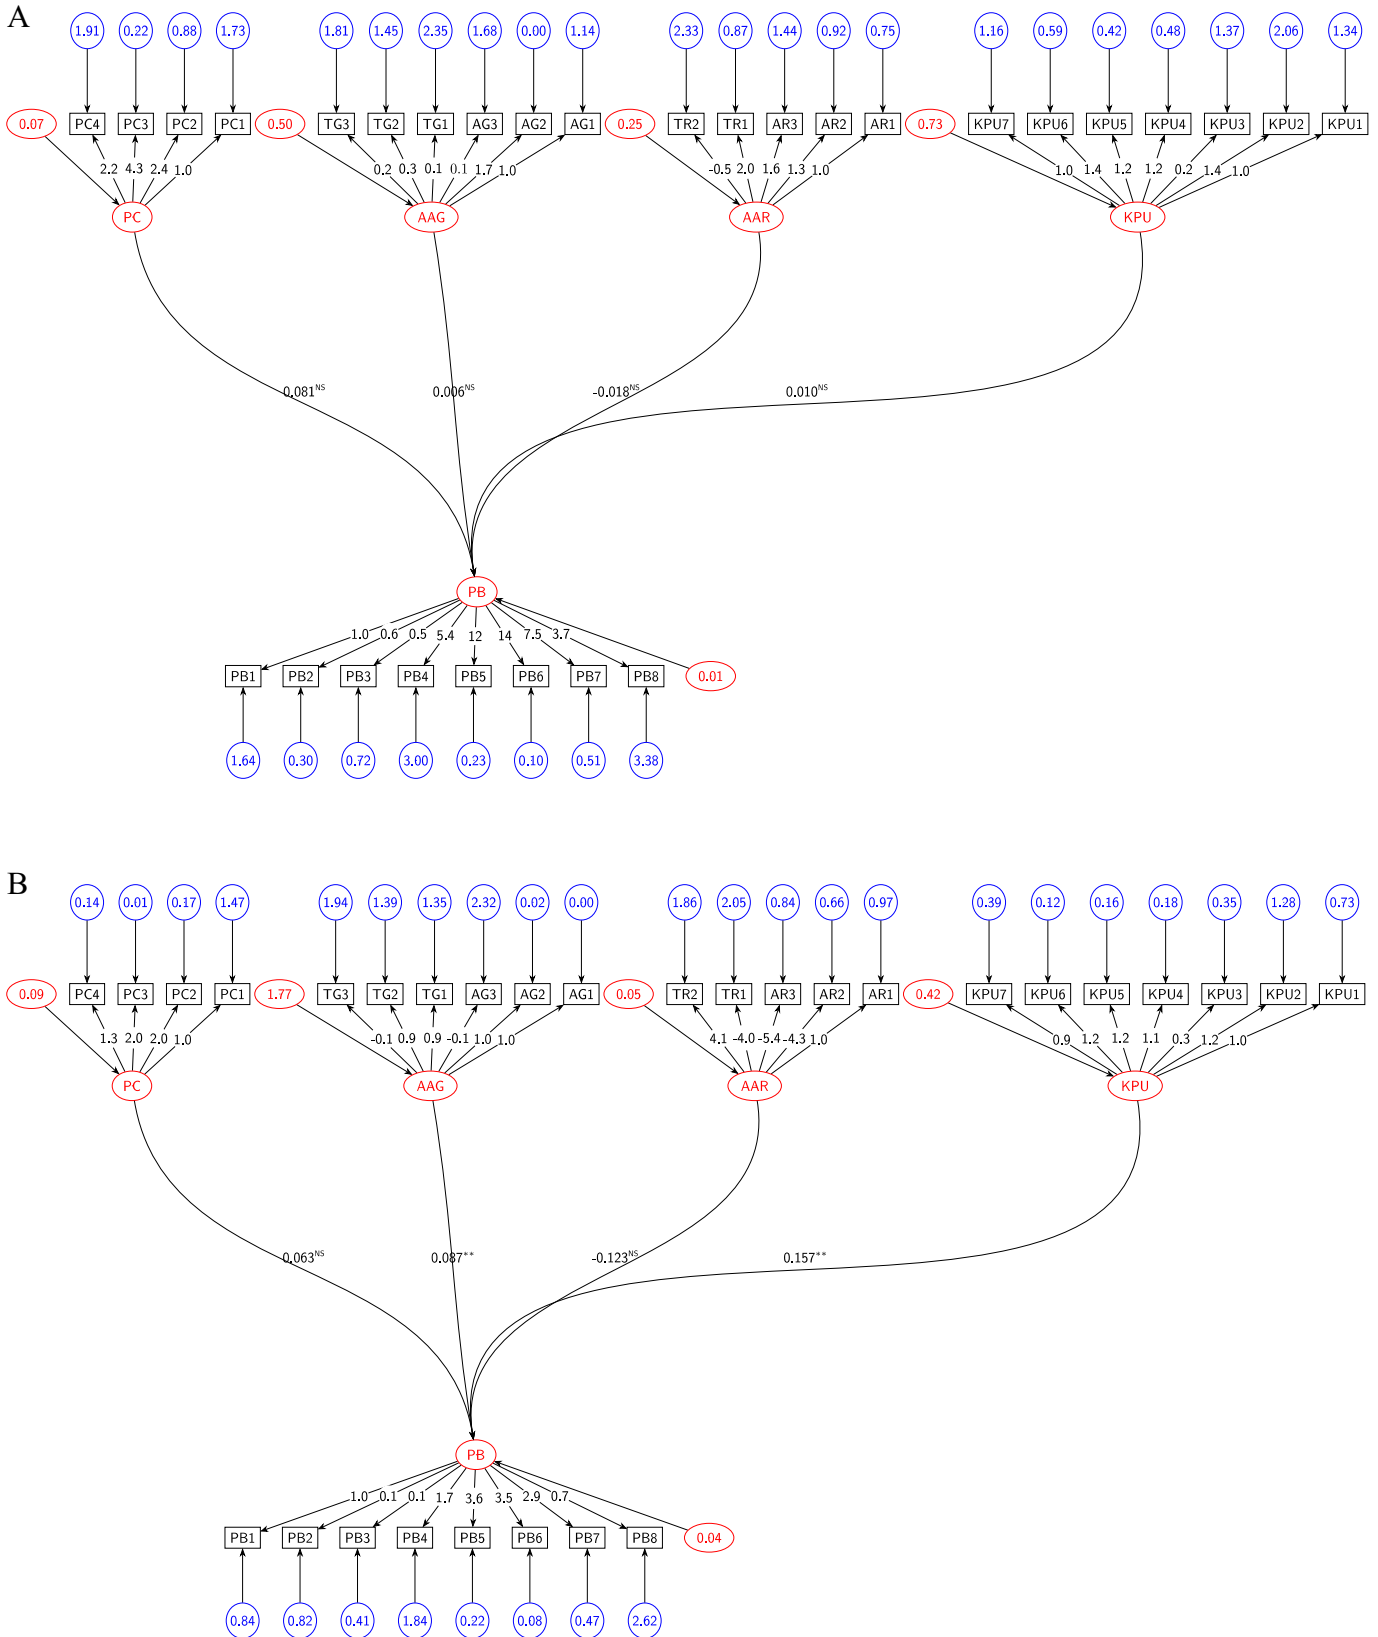 A
1.91 0.22 0.88 1.73 1.81 1.45 2.35 1.68 0.00 1.14 2.33 0.87 1.44 0.92 0.75 1.16 0.59 0.42 0.48 1.37 2.06 1.34
0.07 PC4 PC3 PC2 PC1 0.50 TG3 TG2 TG1 AG3 AG2 AG1 0.25 TR2 TR1 AR3 AR2 AR1 0.73 KPU7 KPU6 KPU5 KPU4 KPU3 KPU2 KPU1
2.2 4.3 2.4 1.0 0.2 0.3 0.1 0.1 1.7 1.0 -0.5 2.0 1.6 1.3 1.0 1.0 1.4 1.2 1.2 0.2 1.4 1.0
PC AAG AAR KPU
0.081NS 0.006NS -0.018NS 0.010NS
PB
1.0 0.6 0.5 5.4 12 14 7.5 3.7
PB1 PB2 PB3 PB4 PB5 PB6 PB7 PB8 0.01
1.64 0.30 0.72 3.00 0.23 0.10 0.51 3.38
B
0.14 0.01 0.17 1.47 1.94 1.39 1.35 2.32 0.02 0.00 1.86 2.05 0.84 0.66 0.97 0.39 0.12 0.16 0.18 0.35 1.28 0.73
0.09 PC4 PC3 PC2 PC1 1.77 TG3 TG2 TG1 AG3 AG2 AG1 0.05 TR2 TR1 AR3 AR2 AR1 0.42 KPU7 KPU6 KPU5 KPU4 KPU3 KPU2 KPU1
1.3 2.0 2.0 1.0 -0.1 0.9 0.9 -0.1 1.0 1.0 4.1 -4.0 -5.4 -4.3 1.0 0.9 1.2 1.2 1.1 0.3 1.2 1.0
PC AAG AAR KPU
0.063NS 0.087** -0.123NS 0.157**
PB
1.0 0.1 0.1 1.7 3.6 3.5 2.9 0.7
PB1 PB2 PB3 PB4 PB5 PB6 PB7 PB8 0.04
0.84 0.82 0.41 1.84 0.22 0.08 0.47 2.62